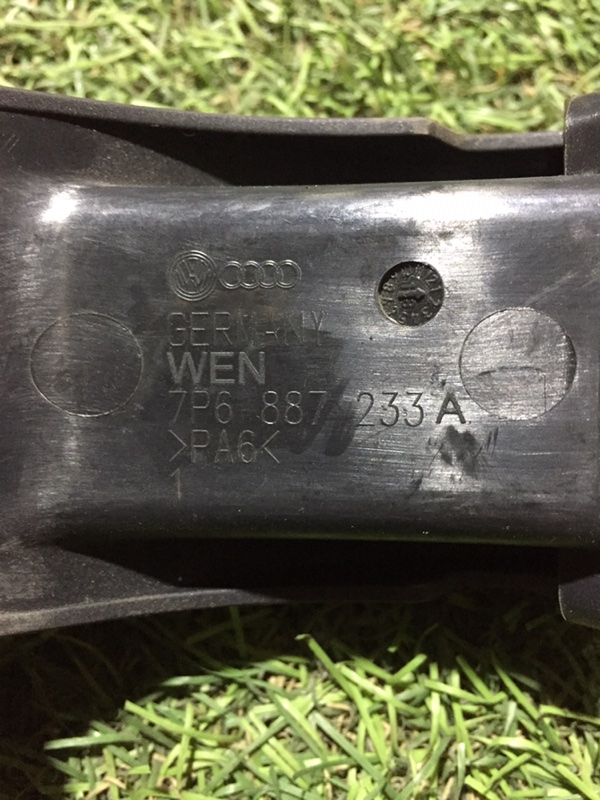 GERMANY
WEN
7P6 887 233 A
>PA6<
1